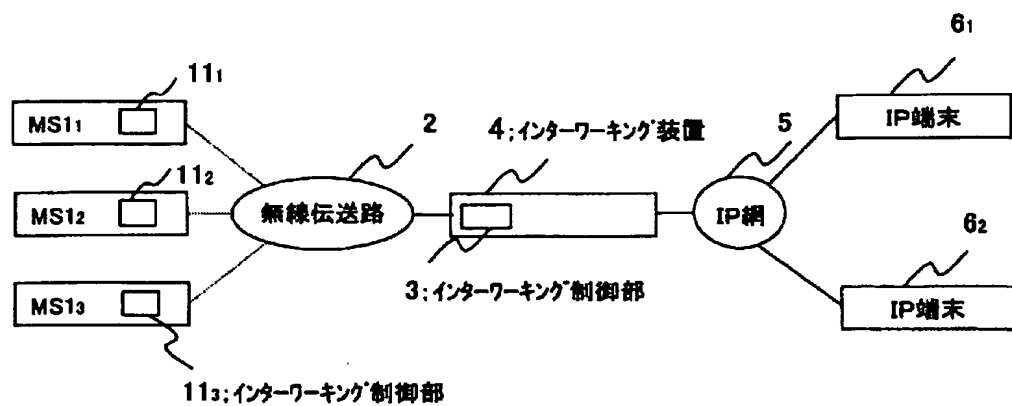 6₁
11₁
2
4;インターワーキング装置
5
IP端末
MS1₁
11₂
MS1₂
無線伝送路
IP網
6₂
3;インターワーキング制御部
MS1₃
IP端末
11₃;インターワーキング制御部